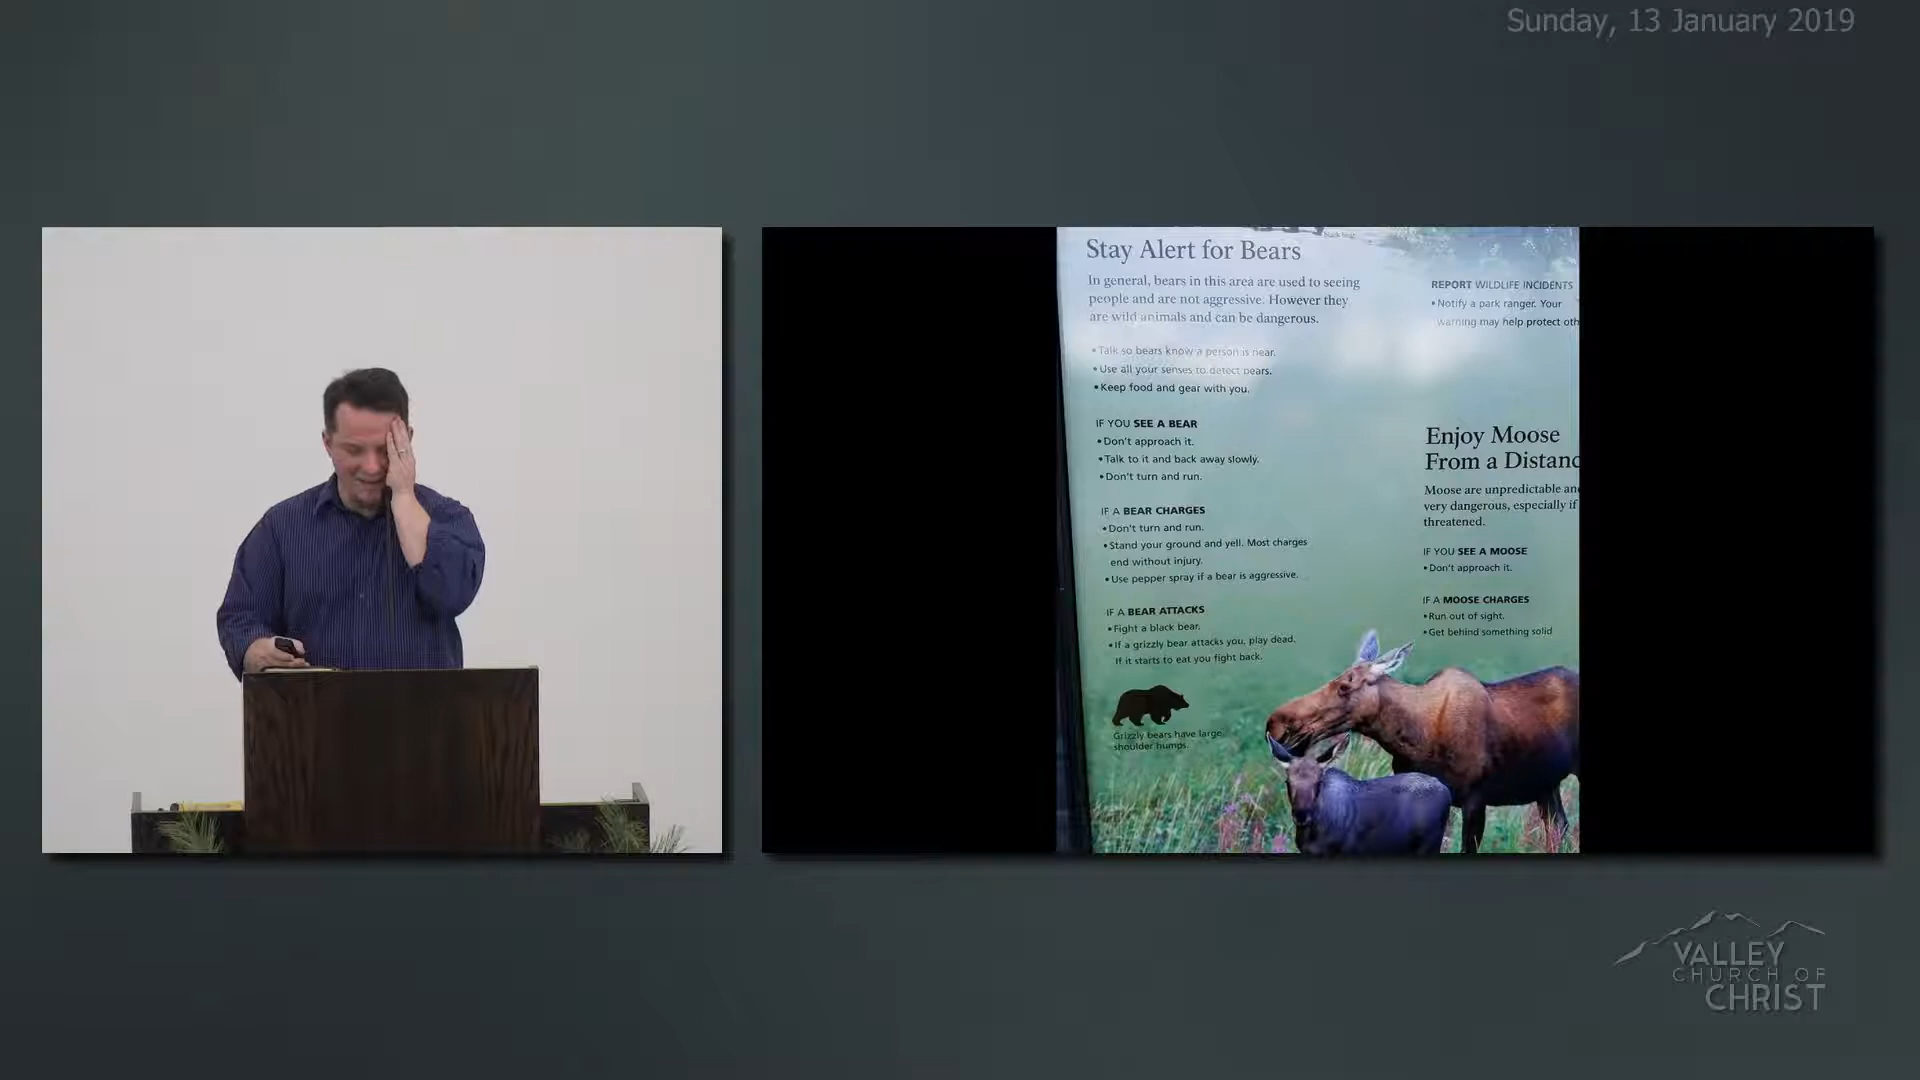 Sunday, 13 January 2019
Stay Alert for Bears
In general, bears in this area are used to seeing
people and are not aggressive. However they
are wild animals and can be dangerous.
• Talk so bears know a person is near.
• Use all your senses to detect bears.
• Keep food and gear with you.
IF YOU SEE A BEAR
• Don't approach it.
• Talk to it and back away slowly.
• Don't turn and run.
IF A BEAR CHARGES
• Don't turn and run.
• Stand your ground and yell. Most charges
end without injury.
• Use pepper spray if a bear is aggressive.
IF A BEAR ATTACKS
• Fight a black bear.
• If a grizzly bear attacks you, play dead.
If it starts to eat you fight back.
Grizzly bears have large
shoulder humps.
REPORT WILDLIFE INCIDENTS
• Notify a park ranger. Your
warning may help protect oth
Enjoy Moose
From a Distanc
Moose are unpredictable an
very dangerous, especially if
threatened.
IF YOU SEE A MOOSE
• Don't approach it.
IF A MOOSE CHARGES
• Run out of sight.
• Get behind something solid
VALLEY
CHURCH OF
CHRIST